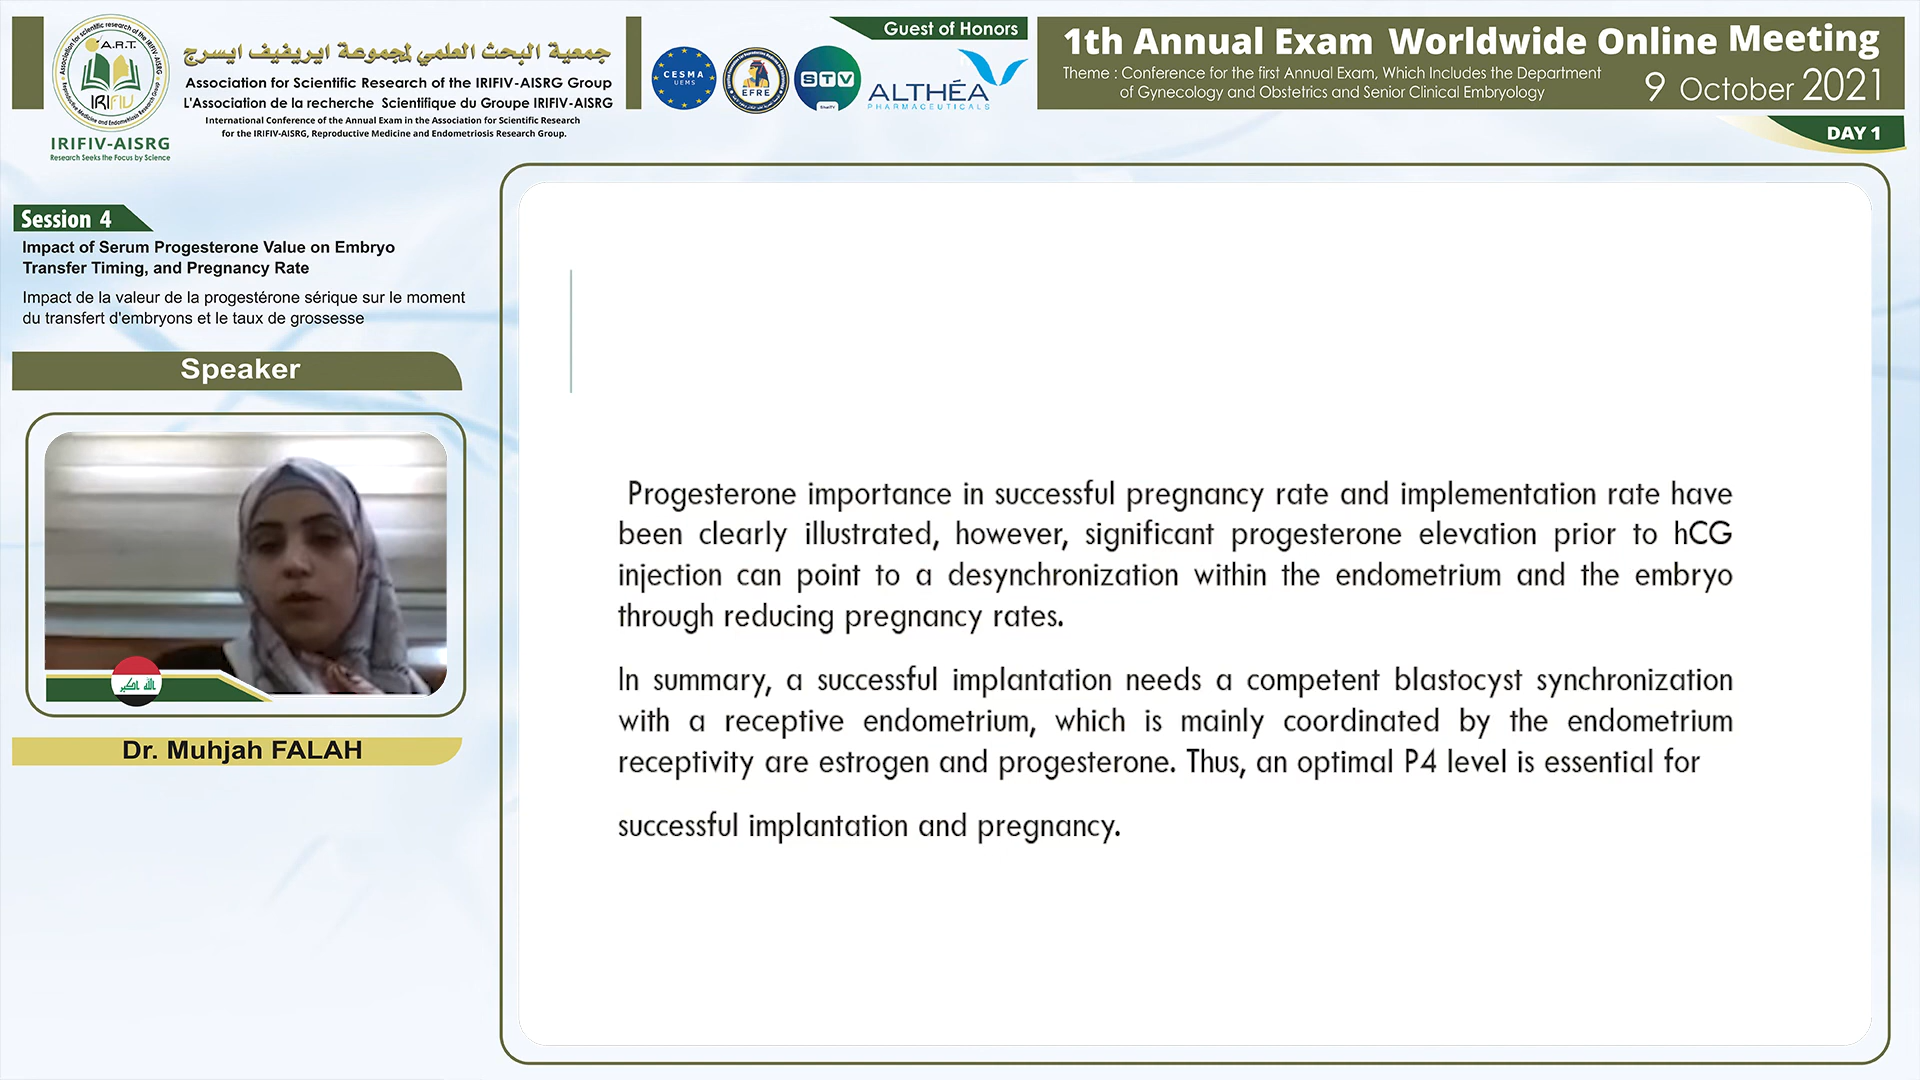 A.R.T.
IRIFIV
IRIFIV-AISRG
Research Seeks the Focus by Science
جمعية البحث العلمي لمجموعة ايريفيف ايسرج
Association for Scientific Research of the IRIFIV-AISRG Group
L'Association de la recherche Scientifique du Groupe IRIFIV-AISRG
International Conference of the Annual Exam in the Association for Scientific Research
for the IRIFIV-AISRG, Reproductive Medicine and Endometriosis Research Group.
Guest of Honors
CESMA
UEMS
EFRE
STV
ALTHÉA
PHARMACEUTICALS
1th Annual Exam Worldwide Online Meeting
Theme : Conference for the first Annual Exam, Which Includes the Department
of Gynecology and Obstetrics and Senior Clinical Embryology
9 October 2021
DAY 1
Session 4
Impact of Serum Progesterone Value on Embryo
Transfer Timing, and Pregnancy Rate
Impact de la valeur de la progestérone sérique sur le moment
du transfert d'embryons et le taux de grossesse
Speaker
الله اكبر
Dr. Muhjah FALAH
Progesterone importance in successful pregnancy rate and implementation rate have
been clearly illustrated, however, significant progesterone elevation prior to hCG
injection can point to a desynchronization within the endometrium and the embryo
through reducing pregnancy rates.
In summary, a successful implantation needs a competent blastocyst synchronization
with a receptive endometrium, which is mainly coordinated by the endometrium
receptivity are estrogen and progesterone. Thus, an optimal P4 level is essential for
successful implantation and pregnancy.